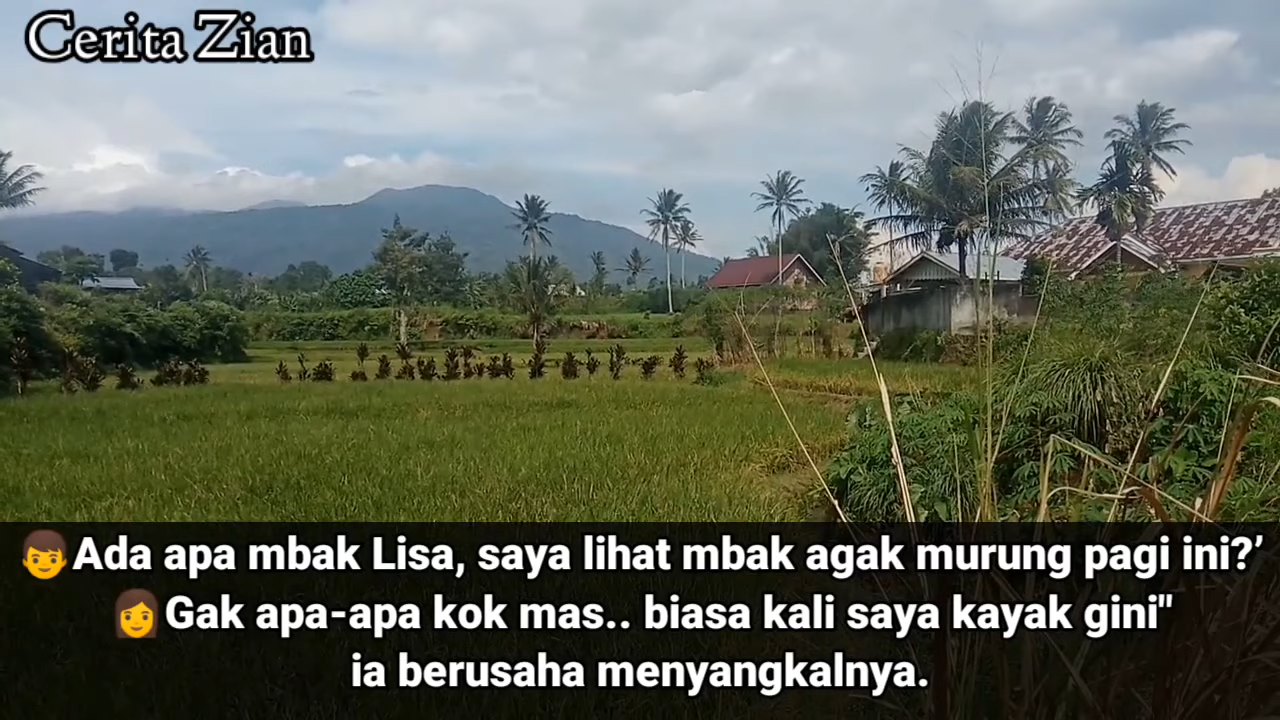 Cerita Zian
👦Ada apa mbak Lisa, saya lihat mbak agak murung pagi ini?’
👩Gak apa-apa kok mas.. biasa kali saya kayak gini"
ia berusaha menyangkalnya.